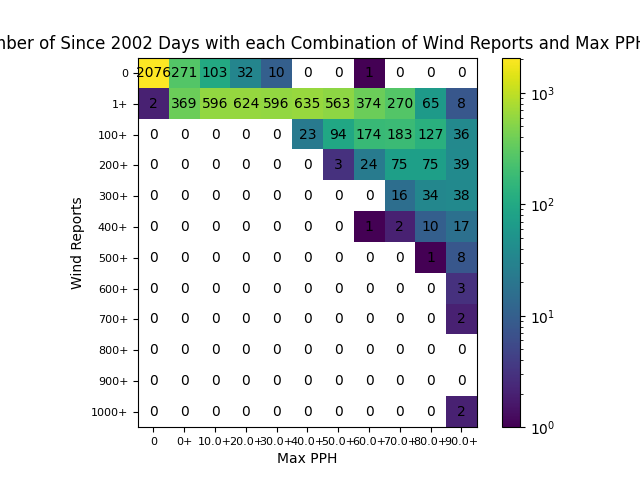 mber of Since 2002 Days with each Combination of Wind Reports and Max PPH
0 2076 271 103 32 10 0 0 1 0 0 0
1+ 2 369 596 624 596 635 563 374 270 65 8
100+ 0 0 0 0 0 23 94 174 183 127 36
200+ 0 0 0 0 0 0 3 24 75 75 39
300+ 0 0 0 0 0 0 0 0 16 34 38
400+ 0 0 0 0 0 0 0 1 2 10 17
500+ 0 0 0 0 0 0 0 0 0 1 8
600+ 0 0 0 0 0 0 0 0 0 0 3
700+ 0 0 0 0 0 0 0 0 0 0 2
800+ 0 0 0 0 0 0 0 0 0 0 0
900+ 0 0 0 0 0 0 0 0 0 0 0
1000+ 0 0 0 0 0 0 0 0 0 0 2
0 0+ 10.0+ 20.0+ 30.0+ 40.0+ 50.0+ 60.0+ 70.0+ 80.0+ 90.0+
Max PPH
Wind Reports
10³
10²
10¹
10⁰